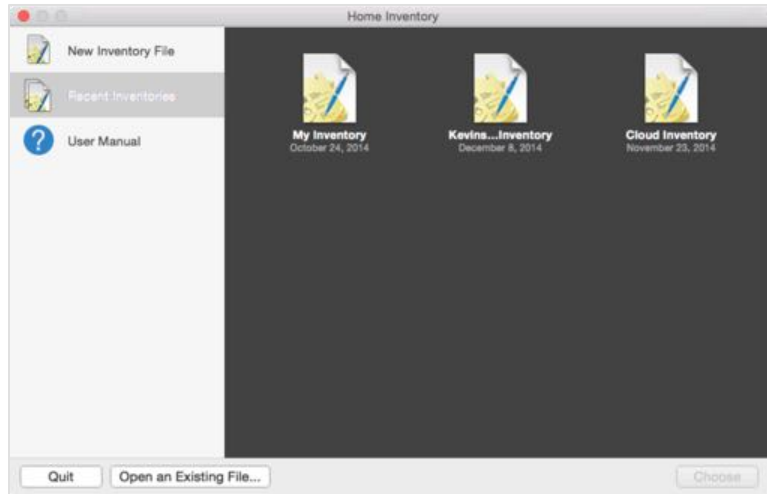 Home Inventory
New Inventory File
Recent Inventories
?
User Manual
My Inventory
October 24, 2014
Kevins...Inventory
December 8, 2014
Cloud Inventory
November 23, 2014
Quit
Open an Existing File...
Choose